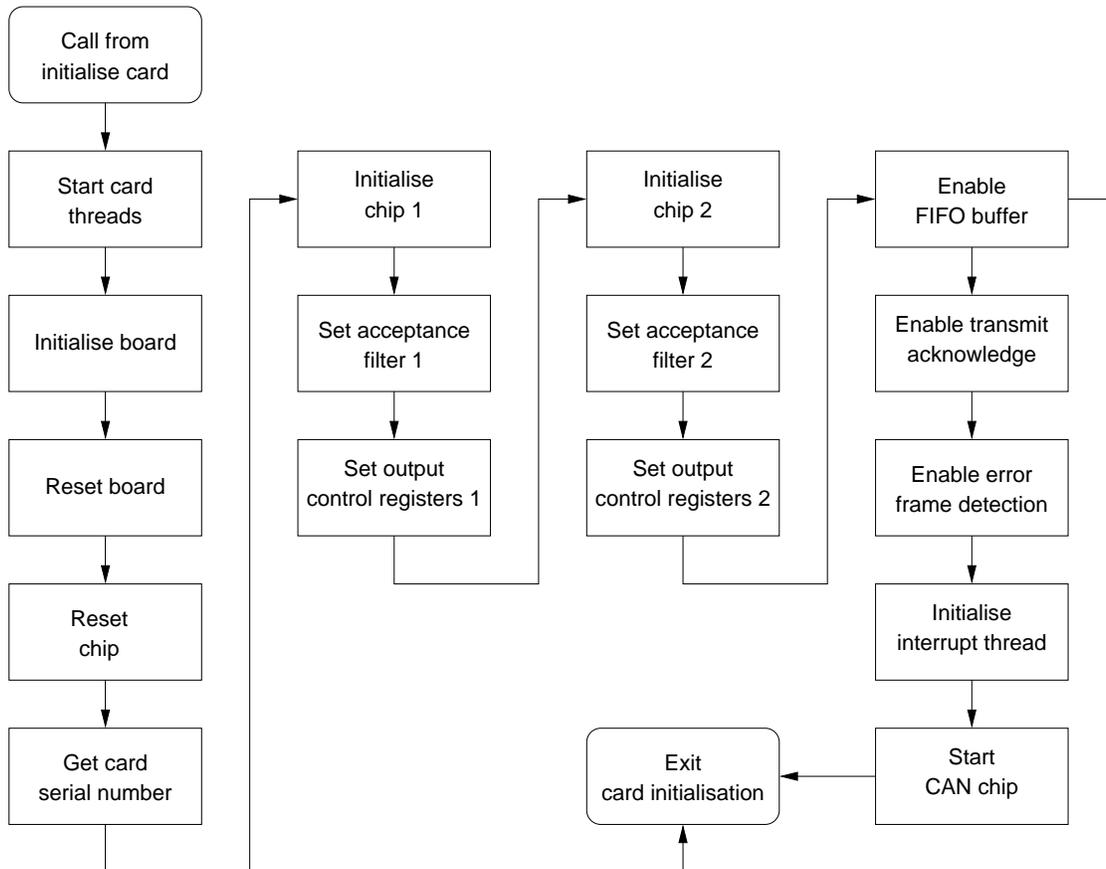 Call from
initialise card
Start card
threads
Initialise board
Reset board
Reset
chip
Get card
serial number
Initialise
chip 1
Set acceptance
filter 1
Set output
control registers 1
Initialise
chip 2
Set acceptance
filter 2
Set output
control registers 2
Enable
FIFO buffer
Enable transmit
acknowledge
Enable error
frame detection
Initialise
interrupt thread
Start
CAN chip
Exit
card initialisation